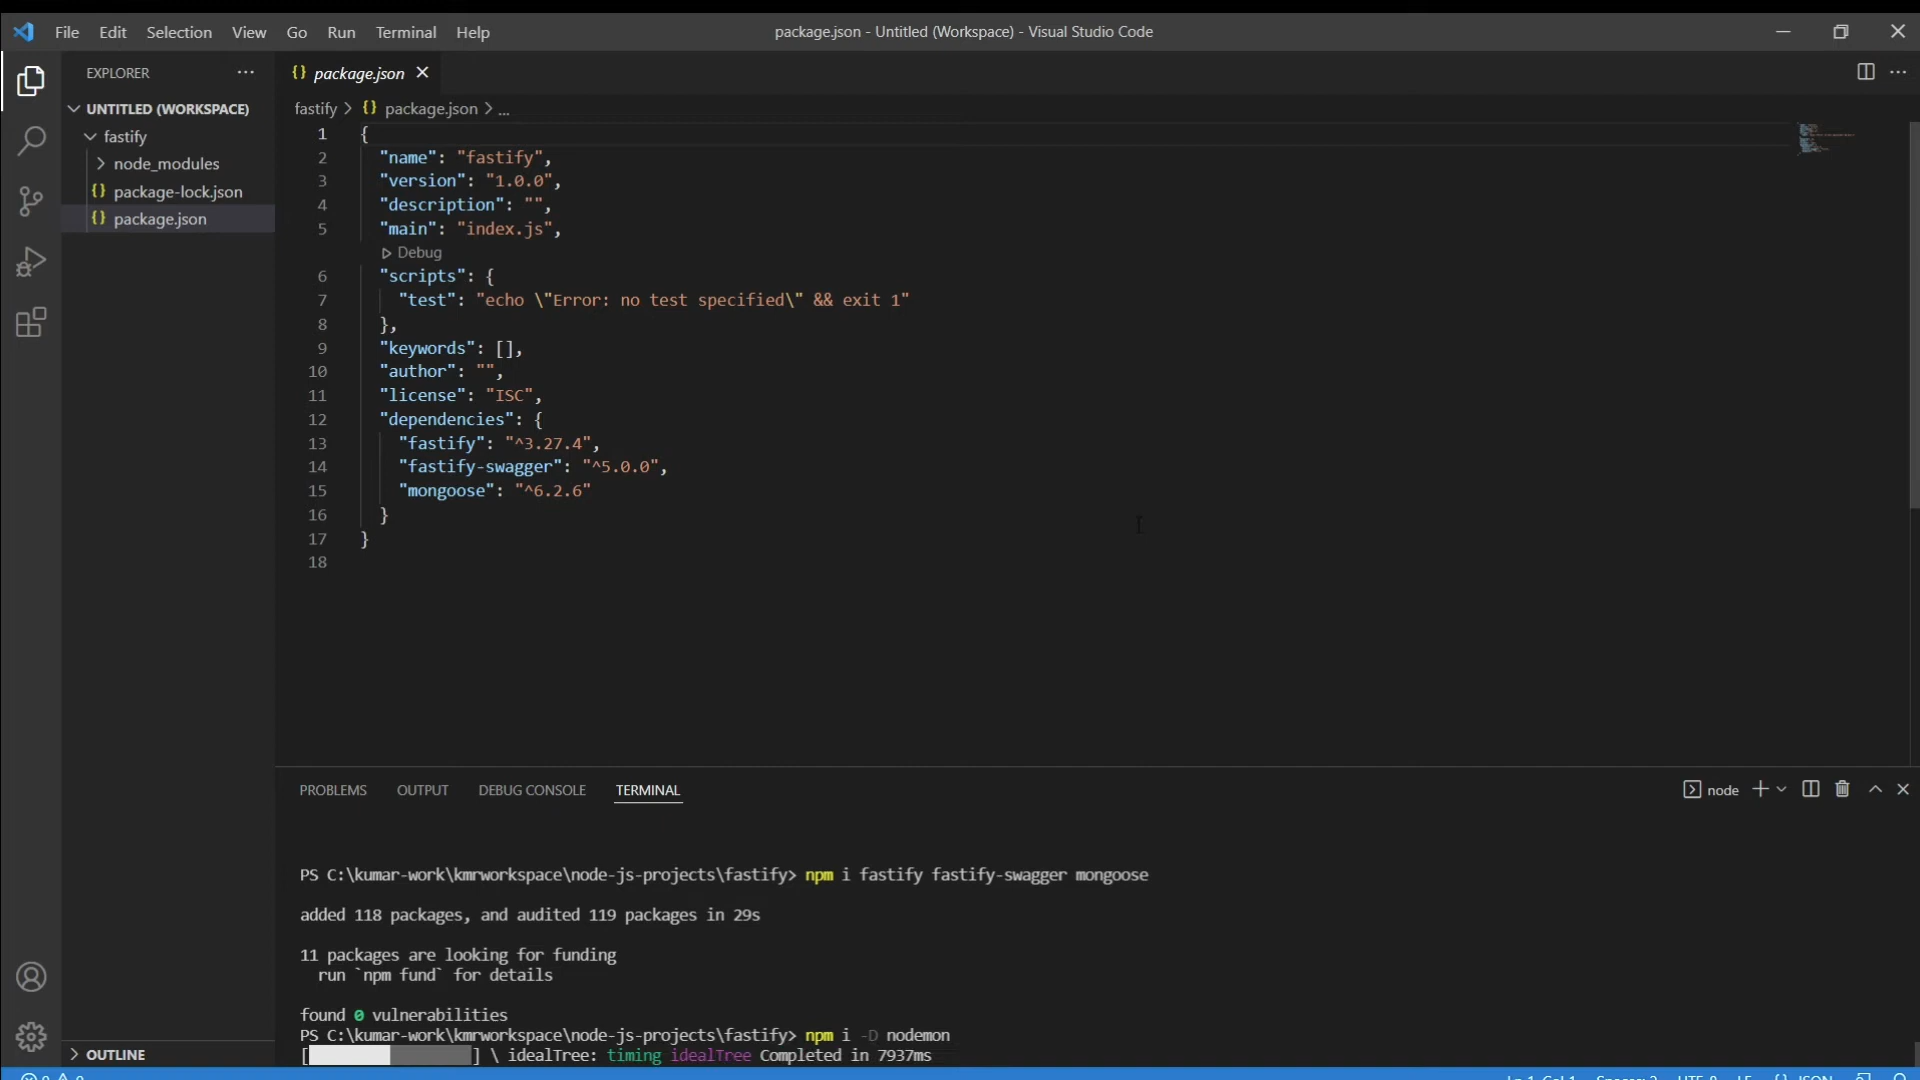 File Edit Selection View Go Run Terminal Help
package.json - Untitled (Workspace) - Visual Studio Code
EXPLORER
UNTITLED (WORKSPACE)
fastify
node_modules
package-lock.json
package.json
package.json
fastify > {} package.json > ...
1 {
2 "name": "fastify",
3 "version": "1.0.0",
4 "description": "",
5 "main": "index.js",
Debug
6 "scripts": {
7 "test": "echo \"Error: no test specified\" && exit 1"
8 },
9 "keywords": [],
10 "author": "",
11 "license": "ISC",
12 "dependencies": {
13 "fastify": "^3.27.4",
14 "fastify-swagger": "^5.0.0",
15 "mongoose": "^6.2.6"
16 }
17 }
18
PROBLEMS OUTPUT DEBUG CONSOLE TERMINAL
node
PS C:\kumar-work\kmrworkspace\node-js-projects\fastify> npm i fastify fastify-swagger mongoose
added 118 packages, and audited 119 packages in 29s
11 packages are looking for funding
run `npm fund` for details
found 0 vulnerabilities
PS C:\kumar-work\kmrworkspace\node-js-projects\fastify> npm i -D nodemon
[ ] \ idealTree: timing idealTree Completed in 7937ms
OUTLINE